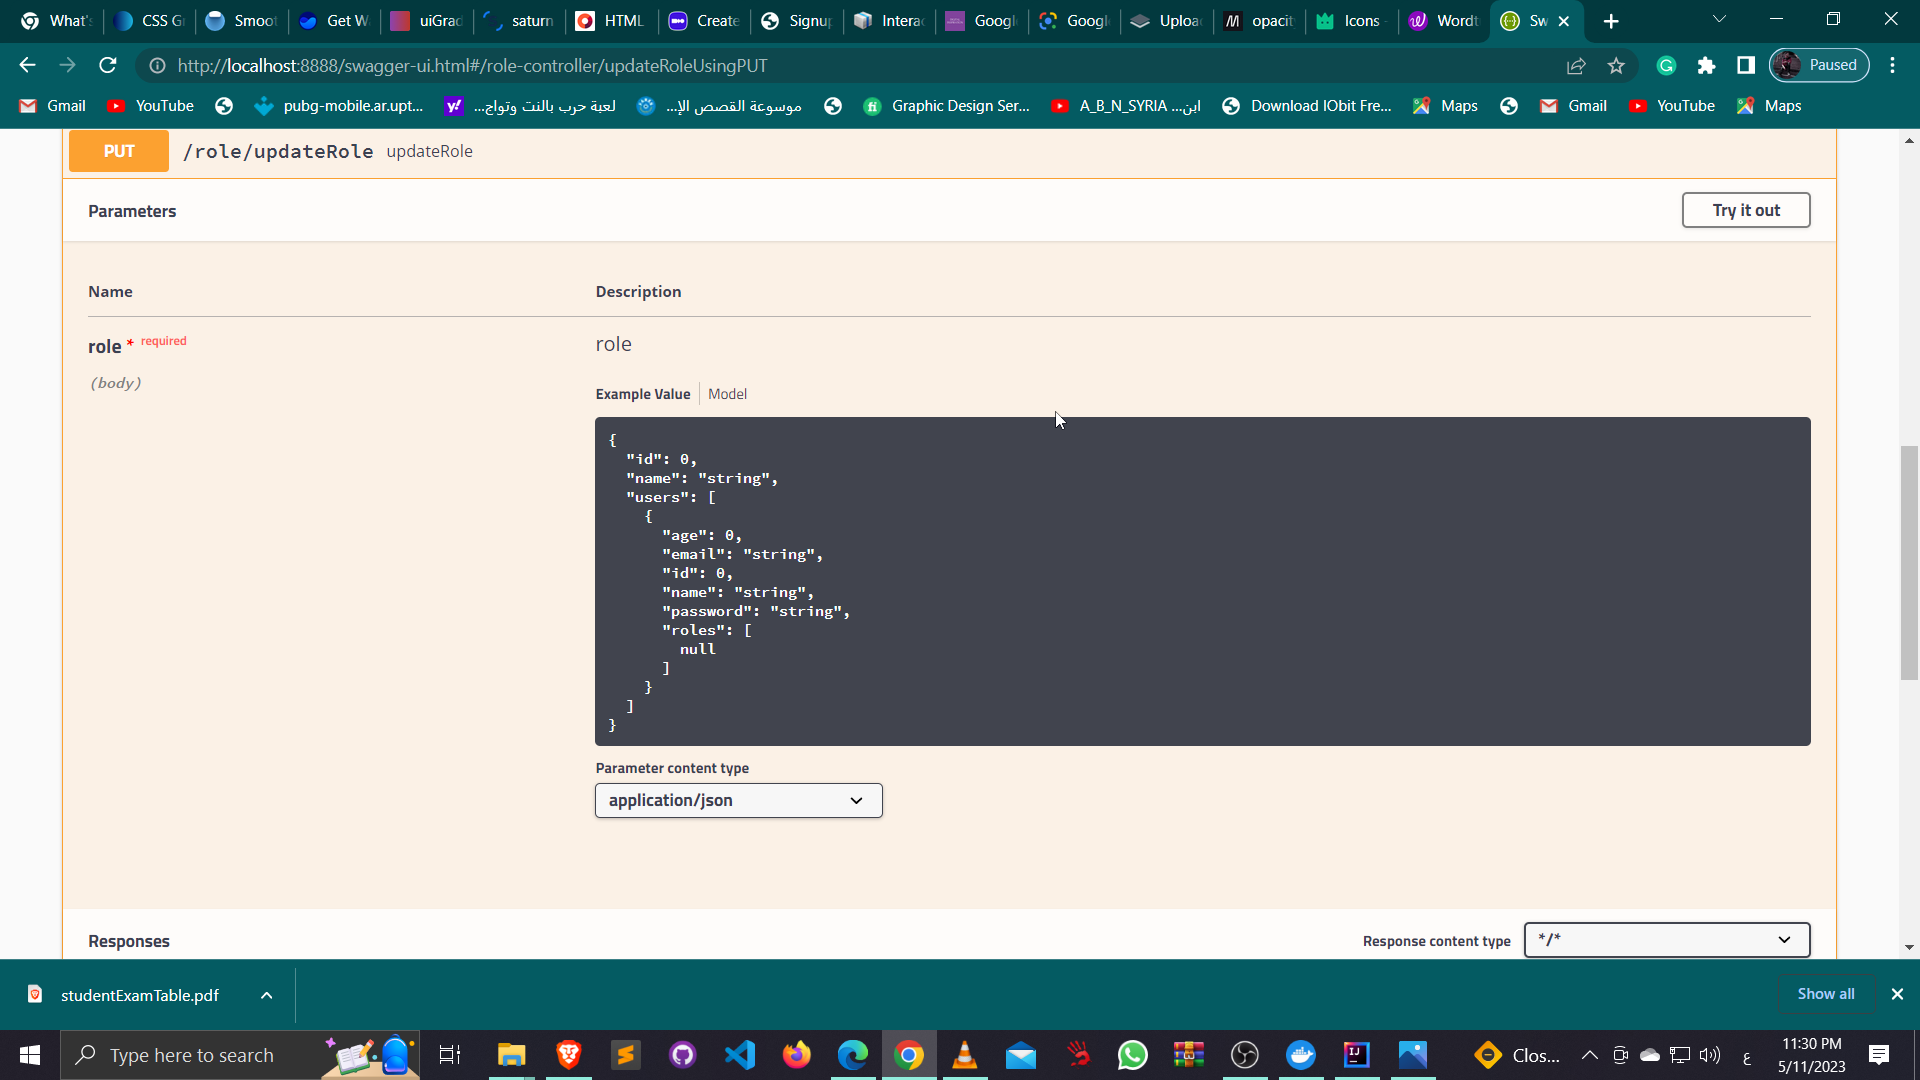 What's
CSS G
Smoot
Get W
uiGrad
saturn
HTML
Create
Signup
Intera
Googl
Googl
Uploa
opacit
Icons -
Wordt
Sw
http://localhost:8888/swagger-ui.html#/role-controller/updateRoleUsingPUT
Paused
Gmail
YouTube
pubg-mobile.ar.upt...
لعبة حرب بالنت وتواج...
موسوعة القصص الإ...
Graphic Design Ser...
A_B_N_SYRIA ...ابن
Download IObit Fre...
Maps
Gmail
YouTube
Maps
PUT /role/updateRole updateRole
Parameters
Try it out
Name
Description
role * required
role
(body)
Example Value
Model
{
"id": 0,
"name": "string",
"users": [
{
"age": 0,
"email": "string",
"id": 0,
"name": "string",
"password": "string",
"roles": [
null
]
}
]
}
Parameter content type
application/json
Responses
Response content type
*/*
studentExamTable.pdf
Show all
Type here to search
Clos...
ع
11:30 PM
5/11/2023